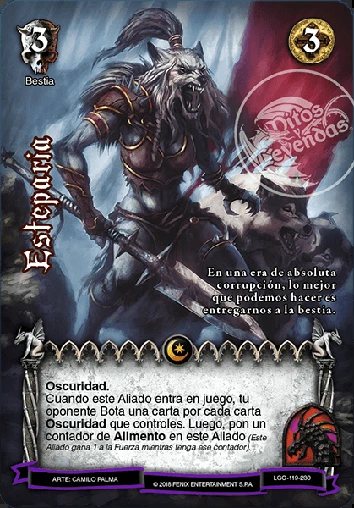 3
Bestia
3
Mitos
Leyendas
Esteparia
En una era de absoluta
corrupción, lo mejor
que podemos hacer es
entregarnos a la bestia.
Oscuridad.
Cuando este Aliado entra en juego, tu
oponente Bota una carta por cada carta
Oscuridad que controles. Luego, pon un
contador de Alimento en este Aliado (Este
Aliado gana 1 a la Fuerza mientras tenga ese contador).
ARTE: CAMILO PALMA
© 2018 FENIX ENTERTAINMENT S.P.A